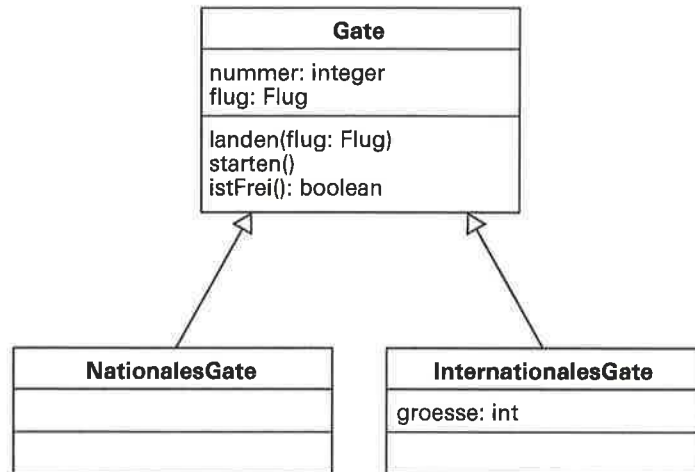 Gate
nummer: integer
flug: Flug
landen(flug: Flug)
starten()
istFrei(): boolean
NationalesGate
InternationalesGate
groesse: int